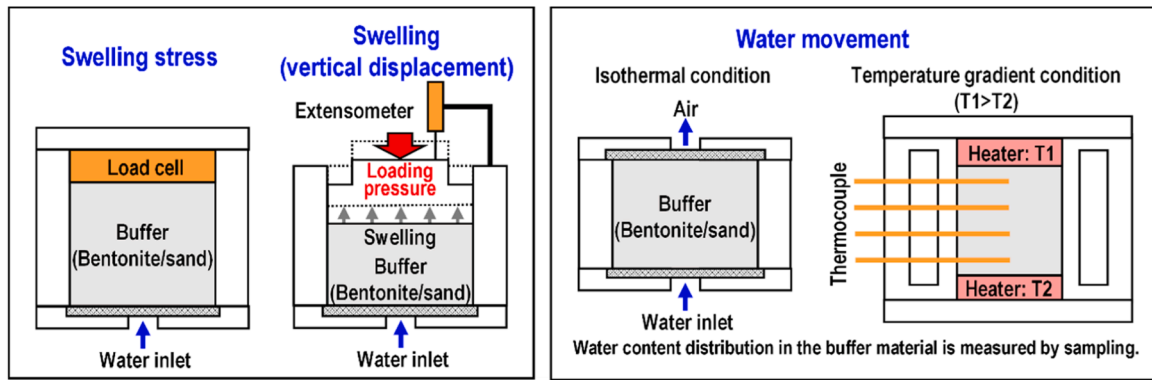 Swelling stress
Load cell
Buffer
(Bentonite/sand)
Water inlet
Swelling
(vertical displacement)
Extensometer
Loading
pressure
Swelling
Buffer
(Bentonite/sand)
Water inlet
Water movement
Isothermal condition
Air
Buffer
(Bentonite/sand)
Water inlet
Temperature gradient condition
(T1>T2)
Heater: T1
Thermocouple
Heater: T2
Water content distribution in the buffer material is measured by sampling.